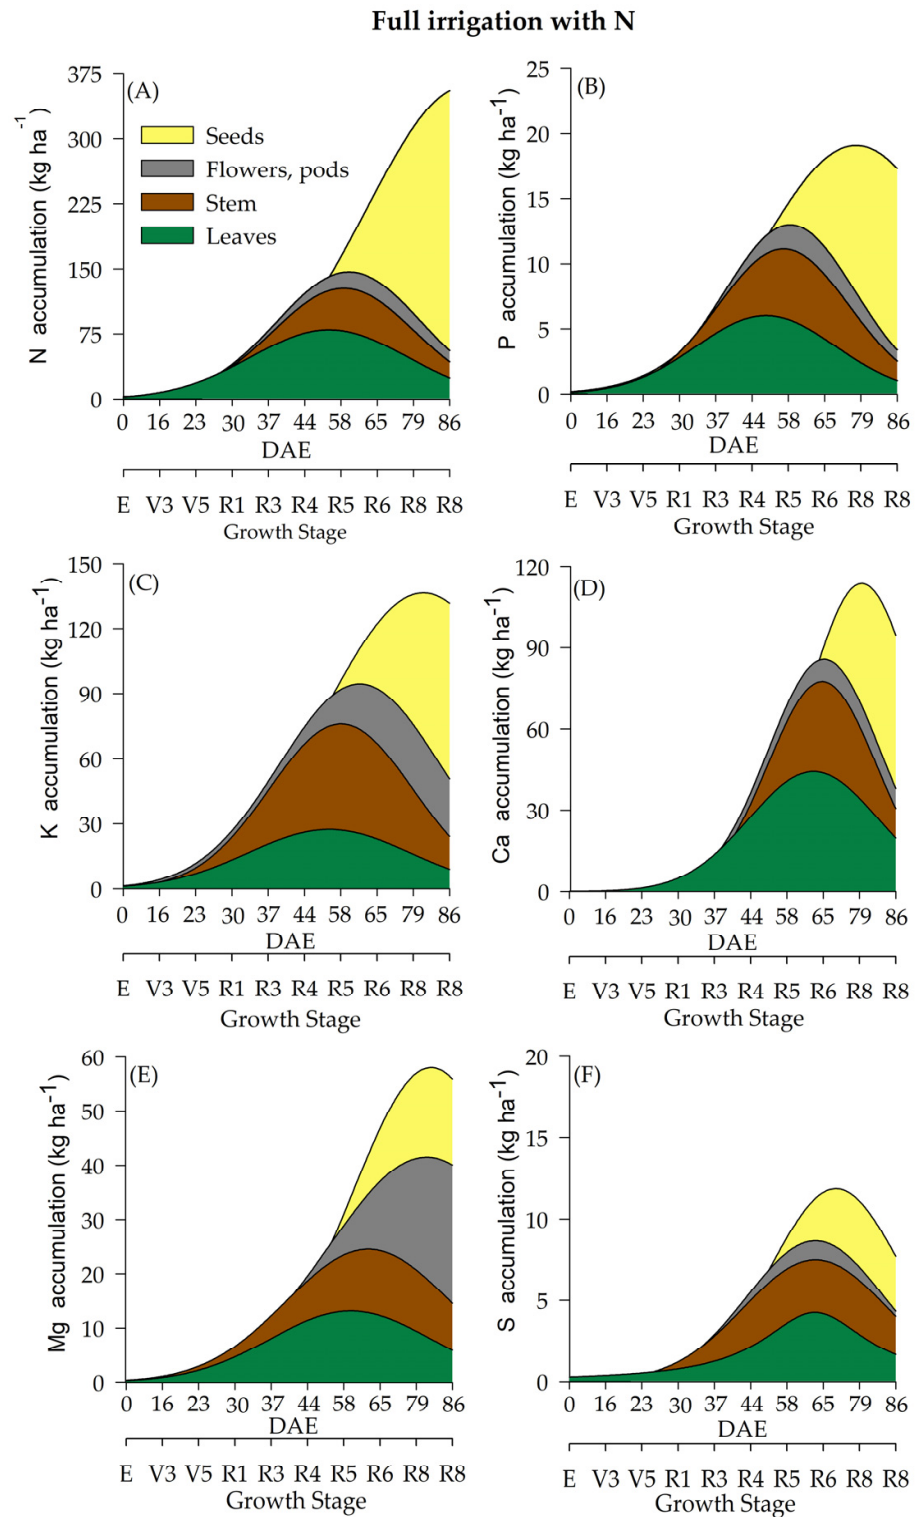 Full irrigation with N
(A)
N accumulation (kg ha⁻¹)
375
300
225
150
75
0
Seeds
Flowers, pods
Stem
Leaves
0 16 23 30 37 44 58 65 79 86
DAE
E V3 V5 R1 R3 R4 R5 R6 R8 R8
Growth Stage
(B)
P accumulation (kg ha⁻¹)
25
20
15
10
5
0
0 16 23 30 37 44 58 65 79 86
DAE
E V3 V5 R1 R3 R4 R5 R6 R8 R8
Growth Stage
(C)
K accumulation (kg ha⁻¹)
150
120
90
60
30
0
0 16 23 30 37 44 58 65 79 86
DAE
E V3 V5 R1 R3 R4 R5 R6 R8 R8
Growth Stage
(D)
Ca accumulation (kg ha⁻¹)
120
90
60
30
0
0 16 23 30 37 44 58 65 79 86
DAE
E V3 V5 R1 R3 R4 R5 R6 R8 R8
Growth Stage
(E)
Mg accumulation (kg ha⁻¹)
60
50
40
30
20
10
0
0 16 23 30 37 44 58 65 79 86
DAE
E V3 V5 R1 R3 R4 R5 R6 R8 R8
Growth Stage
(F)
S accumulation (kg ha⁻¹)
20
15
10
5
0
0 16 23 30 37 44 58 65 79 86
DAE
E V3 V5 R1 R3 R4 R5 R6 R8 R8
Growth Stage